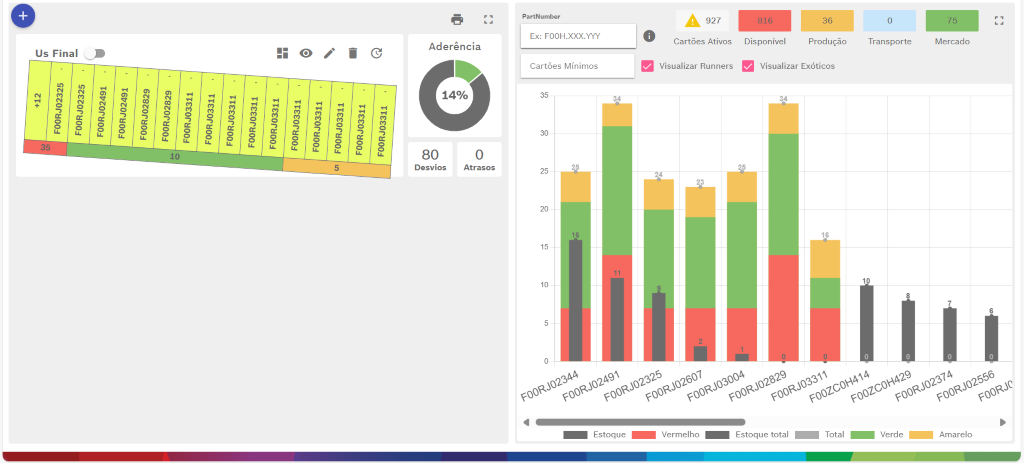 +
Us Final
+12
F00RJ02325
-
F00RJ02325
-
F00RJ02491
-
F00RJ02491
-
F00RJ02829
-
F00RJ02829
-
F00RJ03311
-
F00RJ03311
-
F00RJ03311
-
F00RJ03311
-
F00RJ03311
-
F00RJ03311
-
F00RJ03311
-
F00RJ03311
-
F00RJ03311
-
35
10
5
Aderência
14%
80
Desvios
0
Atrasos
PartNumber
Ex: F00H.XXX.YYY
927
Cartões Ativos
816
Disponível
36
Produção
0
Transporte
75
Mercado
Cartões Mínimos
Visualizar Runners
Visualizar Exóticos
35
30
25
20
15
10
5
0
25
16
34
11
24
9
23
2
25
1
34
0
16
0
10
0
8
0
7
0
6
0
F00RJ02344
F00RJ02491
F00RJ02325
F00RJ02607
F00RJ03004
F00RJ02829
F00RJ03311
F00ZC0H414
F00ZC0H429
F00RJ02374
F00RJ02556
Estoque
Vermelho
Estoque total
Total
Verde
Amarelo